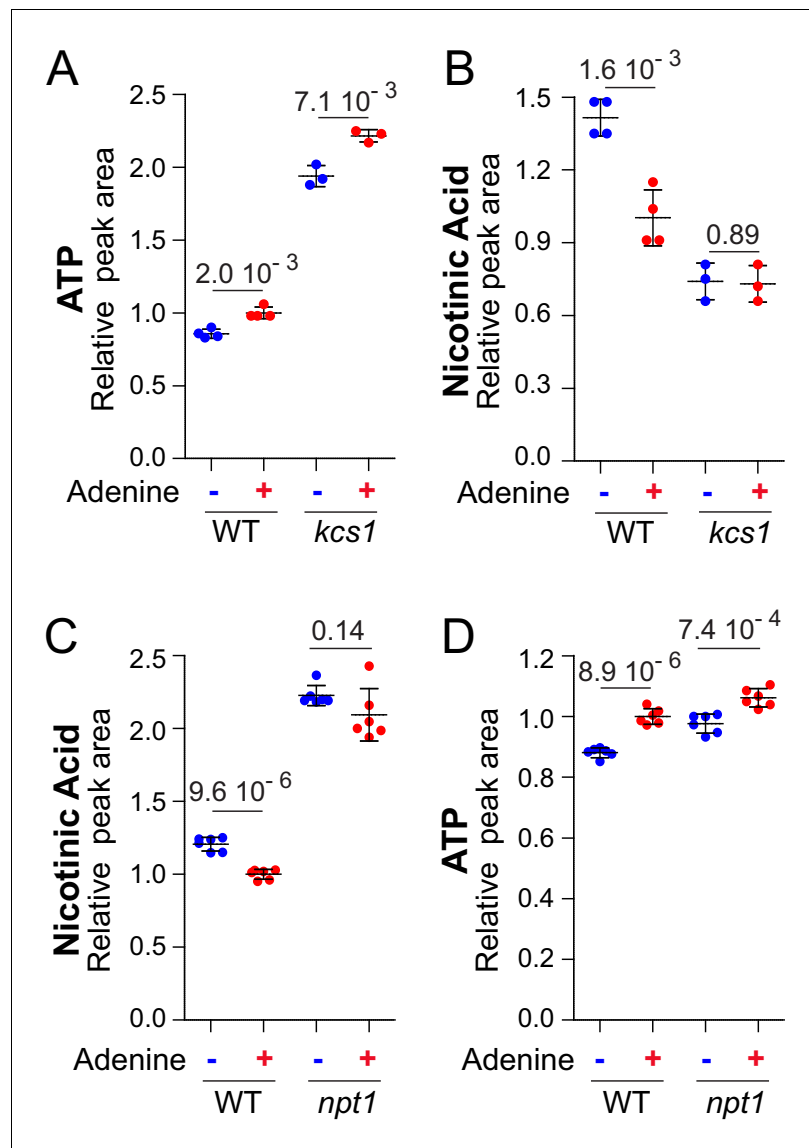 A
ATP
Relative peak area
2.5
2.0
1.5
1.0
0.5
0.0
2.0 10⁻³
7.1 10⁻³
Adenine - + - +
WT kcs1
B
Nicotinic Acid
Relative peak area
1.5
1.2
0.9
0.6
0.3
0.0
1.6 10⁻³
0.89
- + - +
WT kcs1
C
Nicotinic Acid
Relative peak area
2.5
2.0
1.5
1.0
0.5
0.0
9.6 10⁻⁶
0.14
Adenine - + - +
WT npt1
D
ATP
Relative peak area
1.2
1.0
0.8
0.6
0.4
0.2
0.0
8.9 10⁻⁶
7.4 10⁻⁴
- + - +
WT npt1